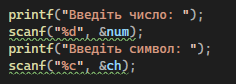 printf("Введіть число: ");
scanf("%d", &num);
printf("Введіть символ: ");
scanf("%c", &ch);